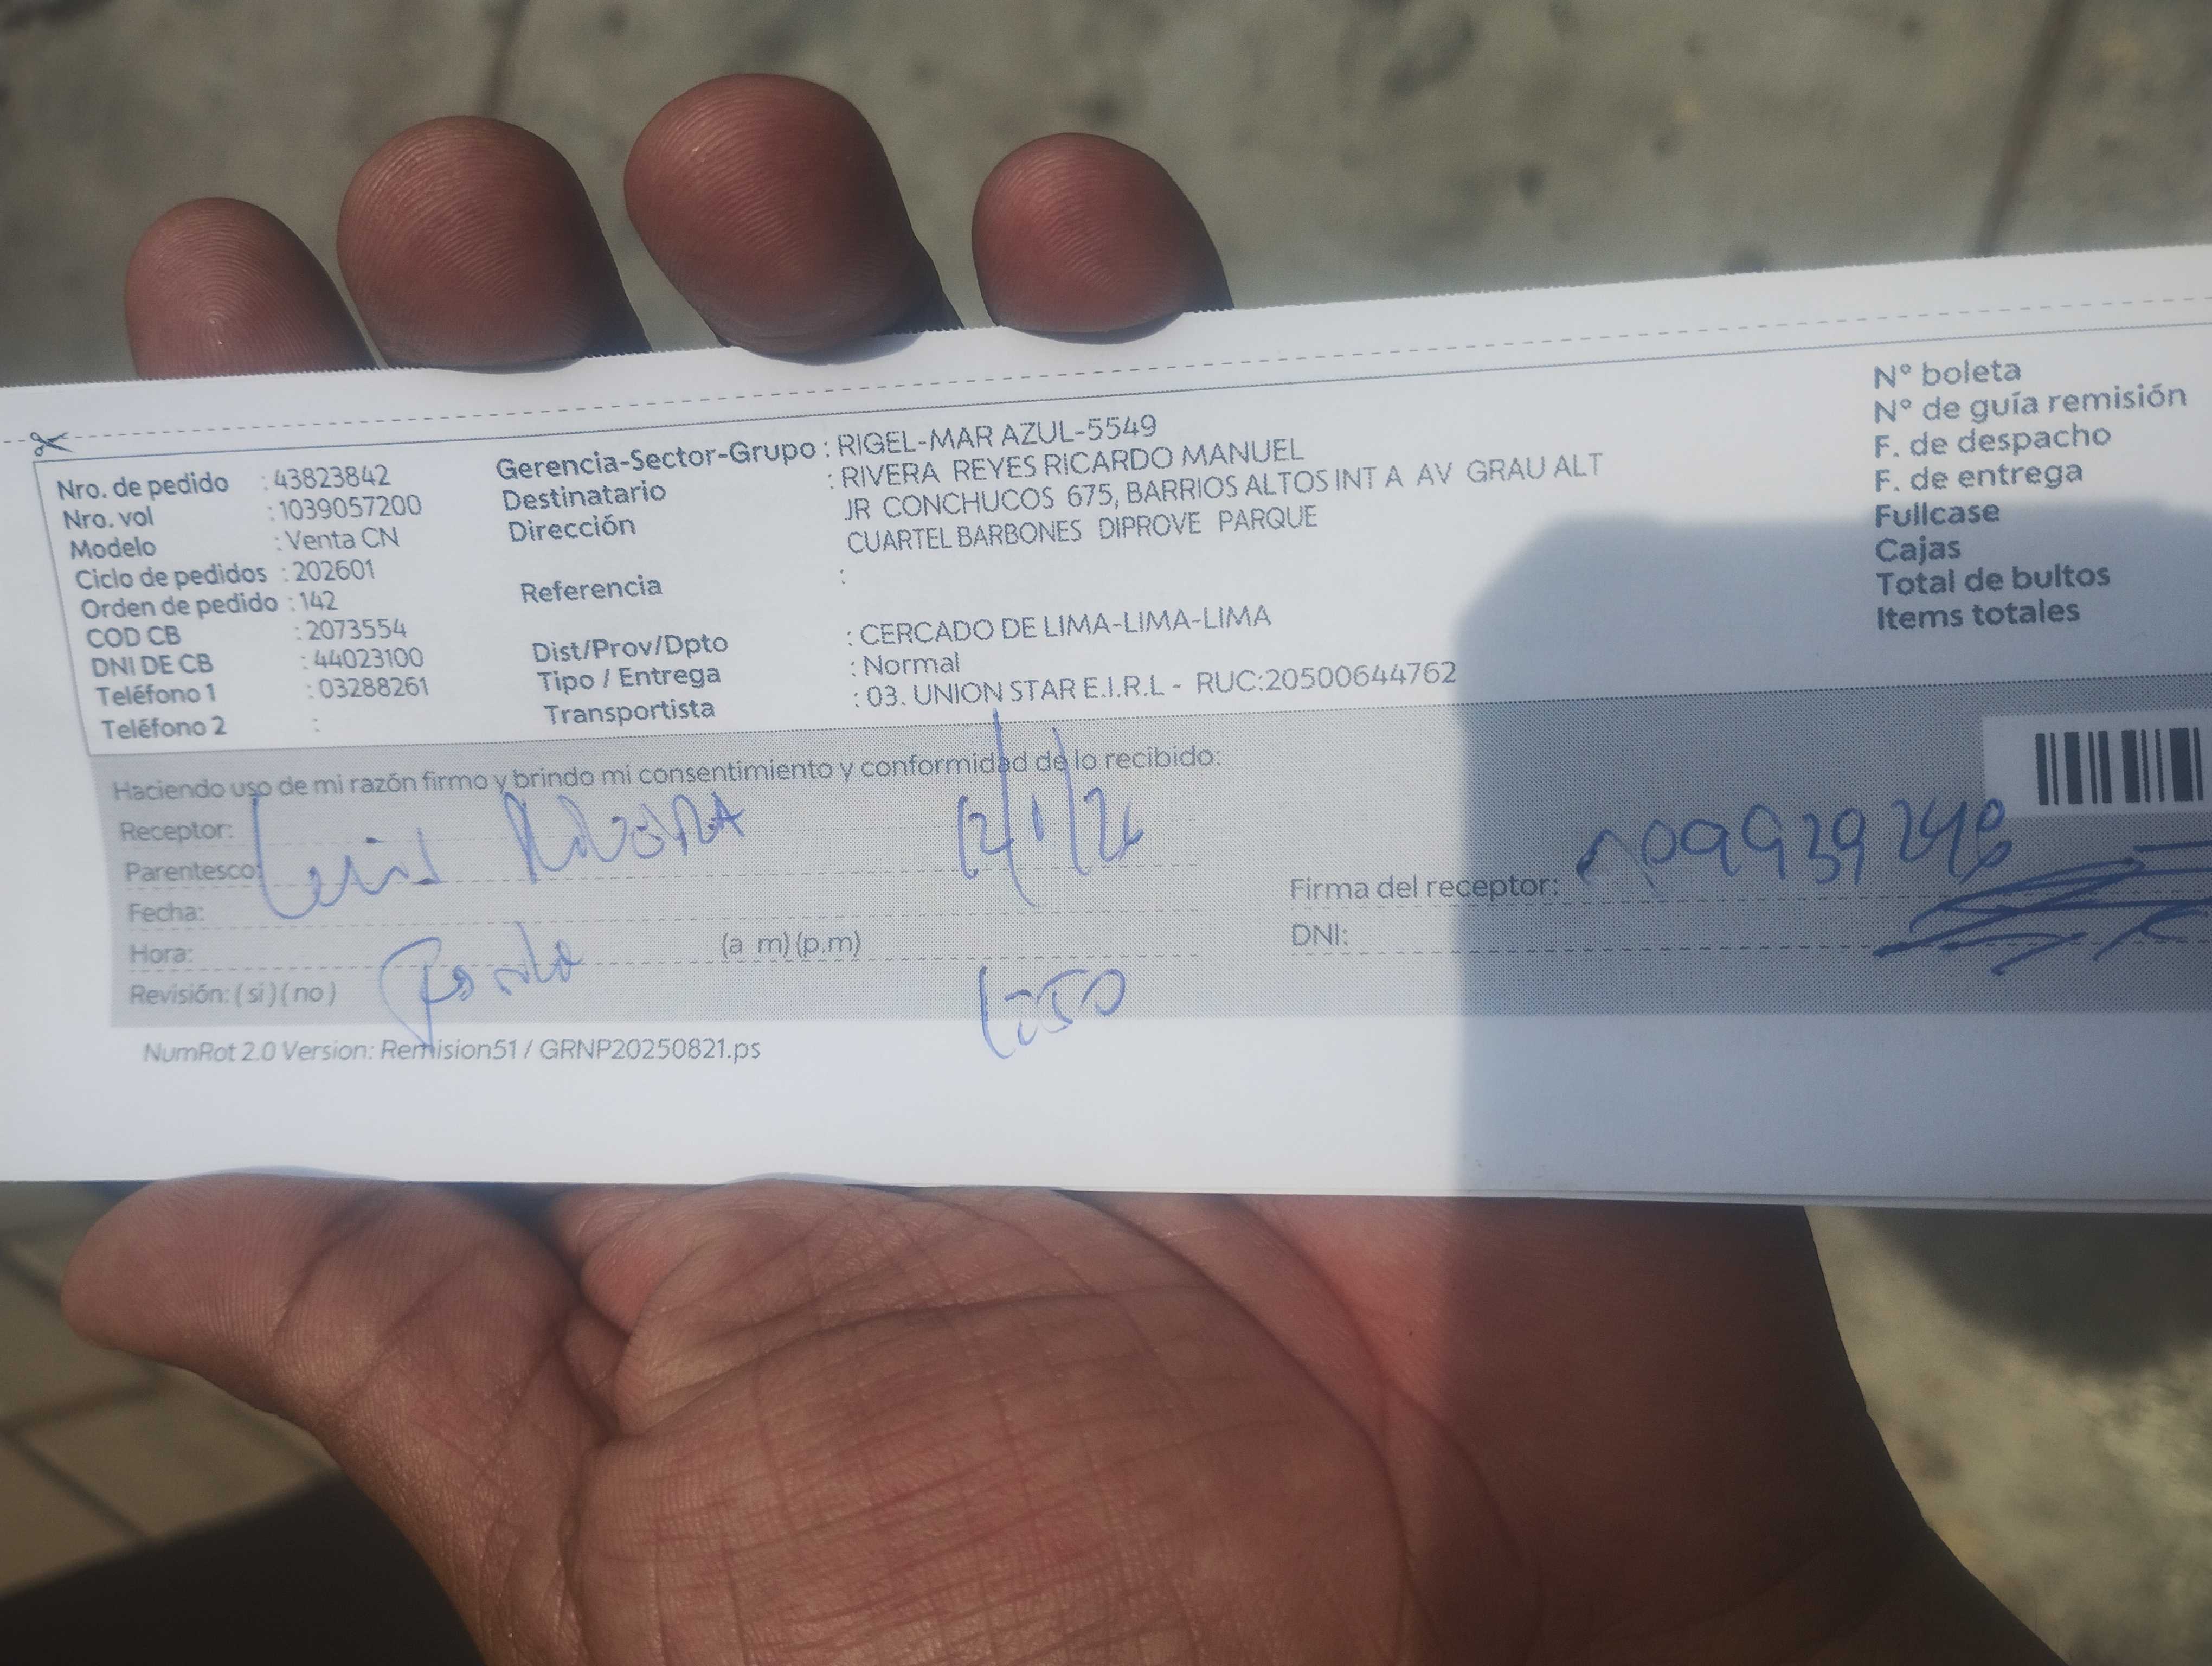 Nro. de pedido : 43823842
Nro. vol : 1039057200
Modelo : Venta CN
Ciclo de pedidos : 202601
Orden de pedido : 142
COD CB : 2073554
DNI DE CB : 44023100
Teléfono 1 : 03288261
Teléfono 2 :
Gerencia-Sector-Grupo : RIGEL-MAR AZUL-5549
Destinatario : RIVERA REYES RICARDO MANUEL
Dirección JR CONCHUCOS 675, BARRIOS ALTOS INT A AV GRAU ALT
CUARTEL BARBONES DIPROVE PARQUE
Referencia :
Dist/Prov/Dpto : CERCADO DE LIMA-LIMA-LIMA
Tipo / Entrega : Normal
Transportista : 03. UNION STAR E.I.R.L - RUC:20500644762
N° boleta
N° de guía remisión
F. de despacho
F. de entrega
Fullcase
Cajas
Total de bultos
Items totales
Haciendo uso de mi razón firmo y brindo mi consentimiento y conformidad de lo recibido:
Receptor:
Parentesco:
Luis RIVERA 12/1/26
Fecha:
Hora: (a m) (p.m)
Revisión: ( si ) ( no )
Firma del receptor: 09939248
DNI:
NumRot 2.0 Version: Remision51 / GRNP20250821.ps